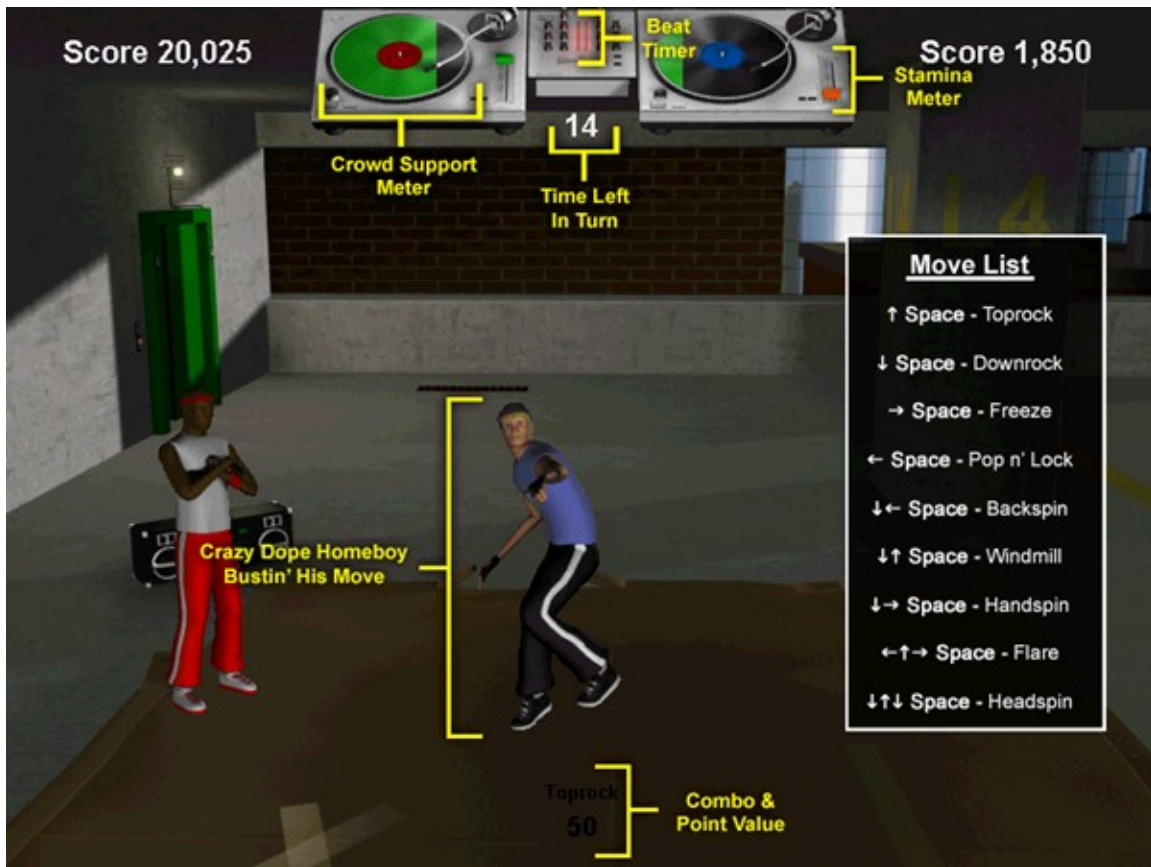 Score 20,025
Beat
Timer
Score 1,850
Stamina
Meter
14
Crowd Support
Meter
Time Left
In Turn
114
Move List
↑ Space - Toprock
↓ Space - Downrock
→ Space - Freeze
← Space - Pop n' Lock
↓← Space - Backspin
↓↑ Space - Windmill
↓→ Space - Handspin
←↑→ Space - Flare
↓↑↓ Space - Headspin
Crazy Dope Homeboy
Bustin' His Move
Toprock
50
Combo &
Point Value